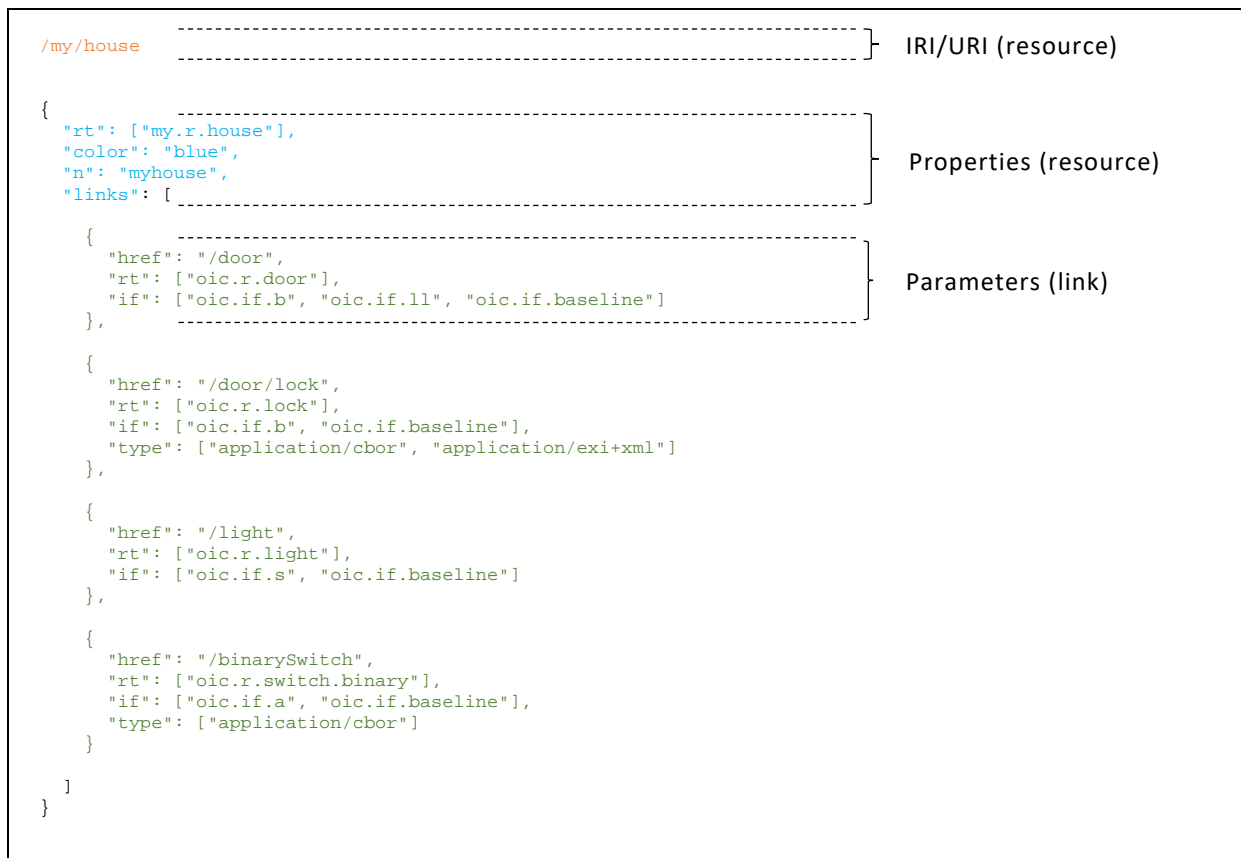 /my/house
IRI/URI (resource)
{
"rt": ["my.r.house"],
"color": "blue",
"n": "myhouse",
"links": [
Properties (resource)
{
"href": "/door",
"rt": ["oic.r.door"],
"if": ["oic.if.b", "oic.if.ll", "oic.if.baseline"]
},
Parameters (link)
{
"href": "/door/lock",
"rt": ["oic.r.lock"],
"if": ["oic.if.b", "oic.if.baseline"],
"type": ["application/cbor", "application/exi+xml"]
},
{
"href": "/light",
"rt": ["oic.r.light"],
"if": ["oic.if.s", "oic.if.baseline"]
},
{
"href": "/binarySwitch",
"rt": ["oic.r.switch.binary"],
"if": ["oic.if.a", "oic.if.baseline"],
"type": ["application/cbor"]
}
]
}